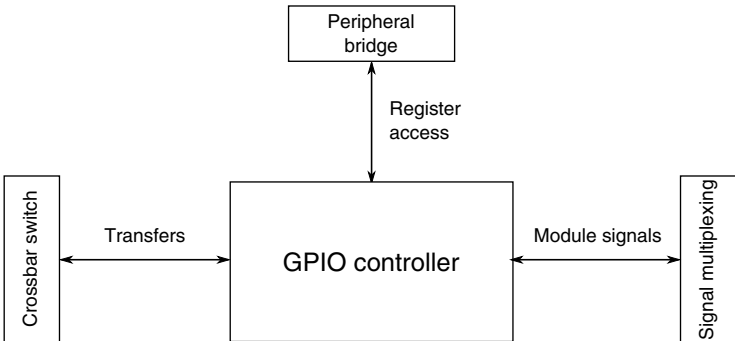 Peripheral
bridge
Register
access
Crossbar switch
Transfers
GPIO controller
Module signals
Signal multiplexing